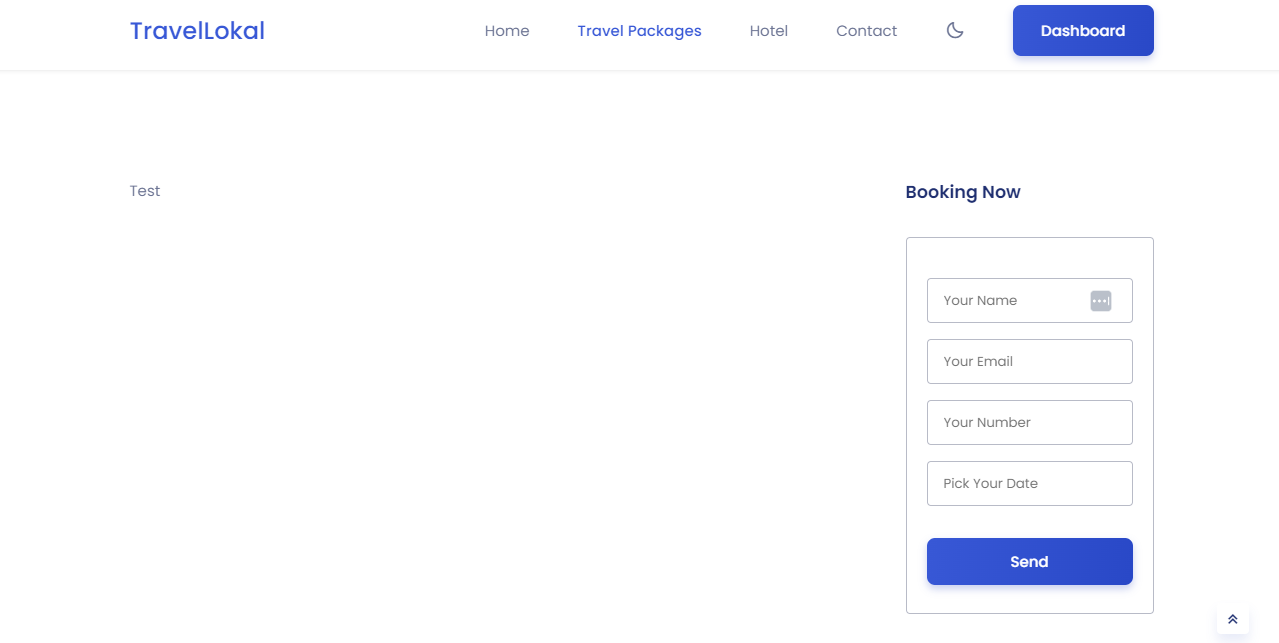 TravelLokal
Home
Travel Packages
Hotel
Contact
Dashboard
Test
Booking Now
Your Name
Your Email
Your Number
Pick Your Date
Send